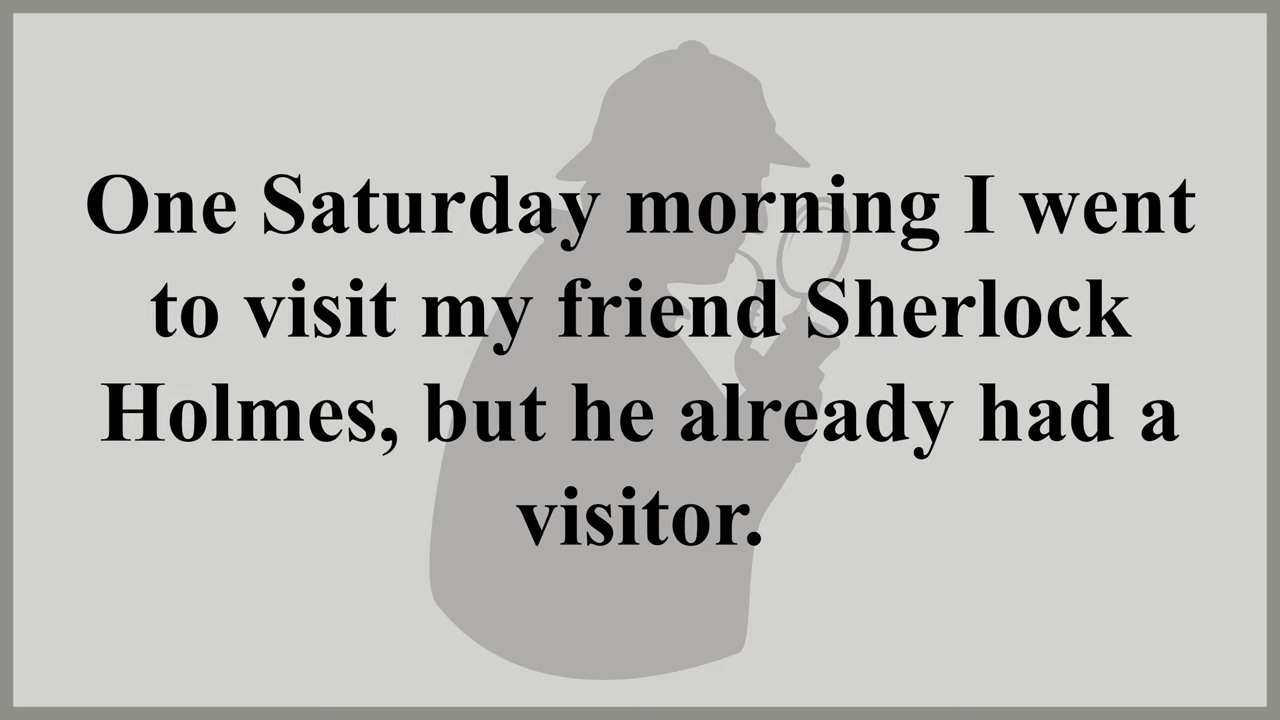 One Saturday morning I went
to visit my friend Sherlock
Holmes, but he already had a
visitor.